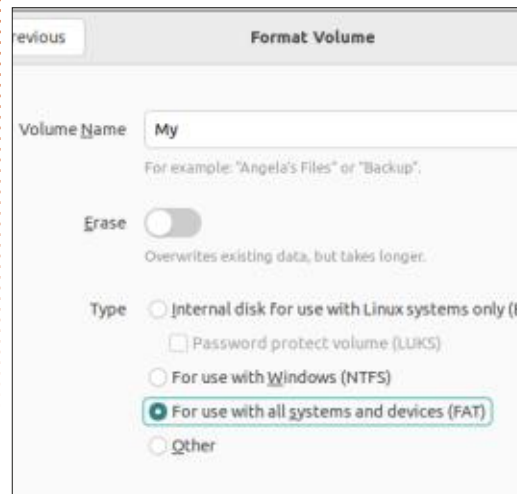 revious
Format Volume
Volume Name
My
For example: "Angela's Files" or "Backup".
Erase
Overwrites existing data, but takes longer.
Type
Internal disk for use with Linux systems only (
Password protect volume (LUKS)
For use with Windows (NTFS)
For use with all systems and devices (FAT)
Other